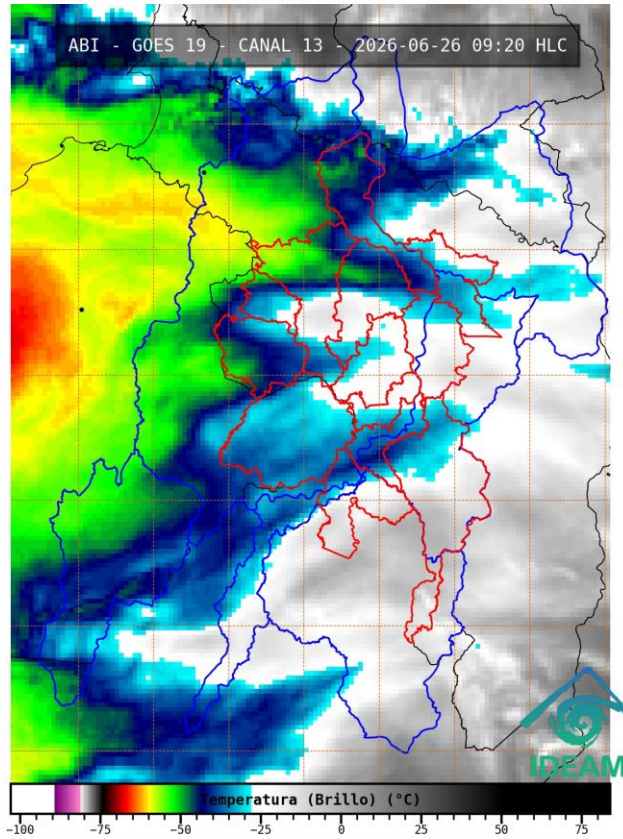 ABI - GOES 19 - CANAL 13 - 2026-06-26 09:20 HLC
IDEAM
Temperatura (Brillo) (°C)
−100 −75 −50 −25 0 25 50 75